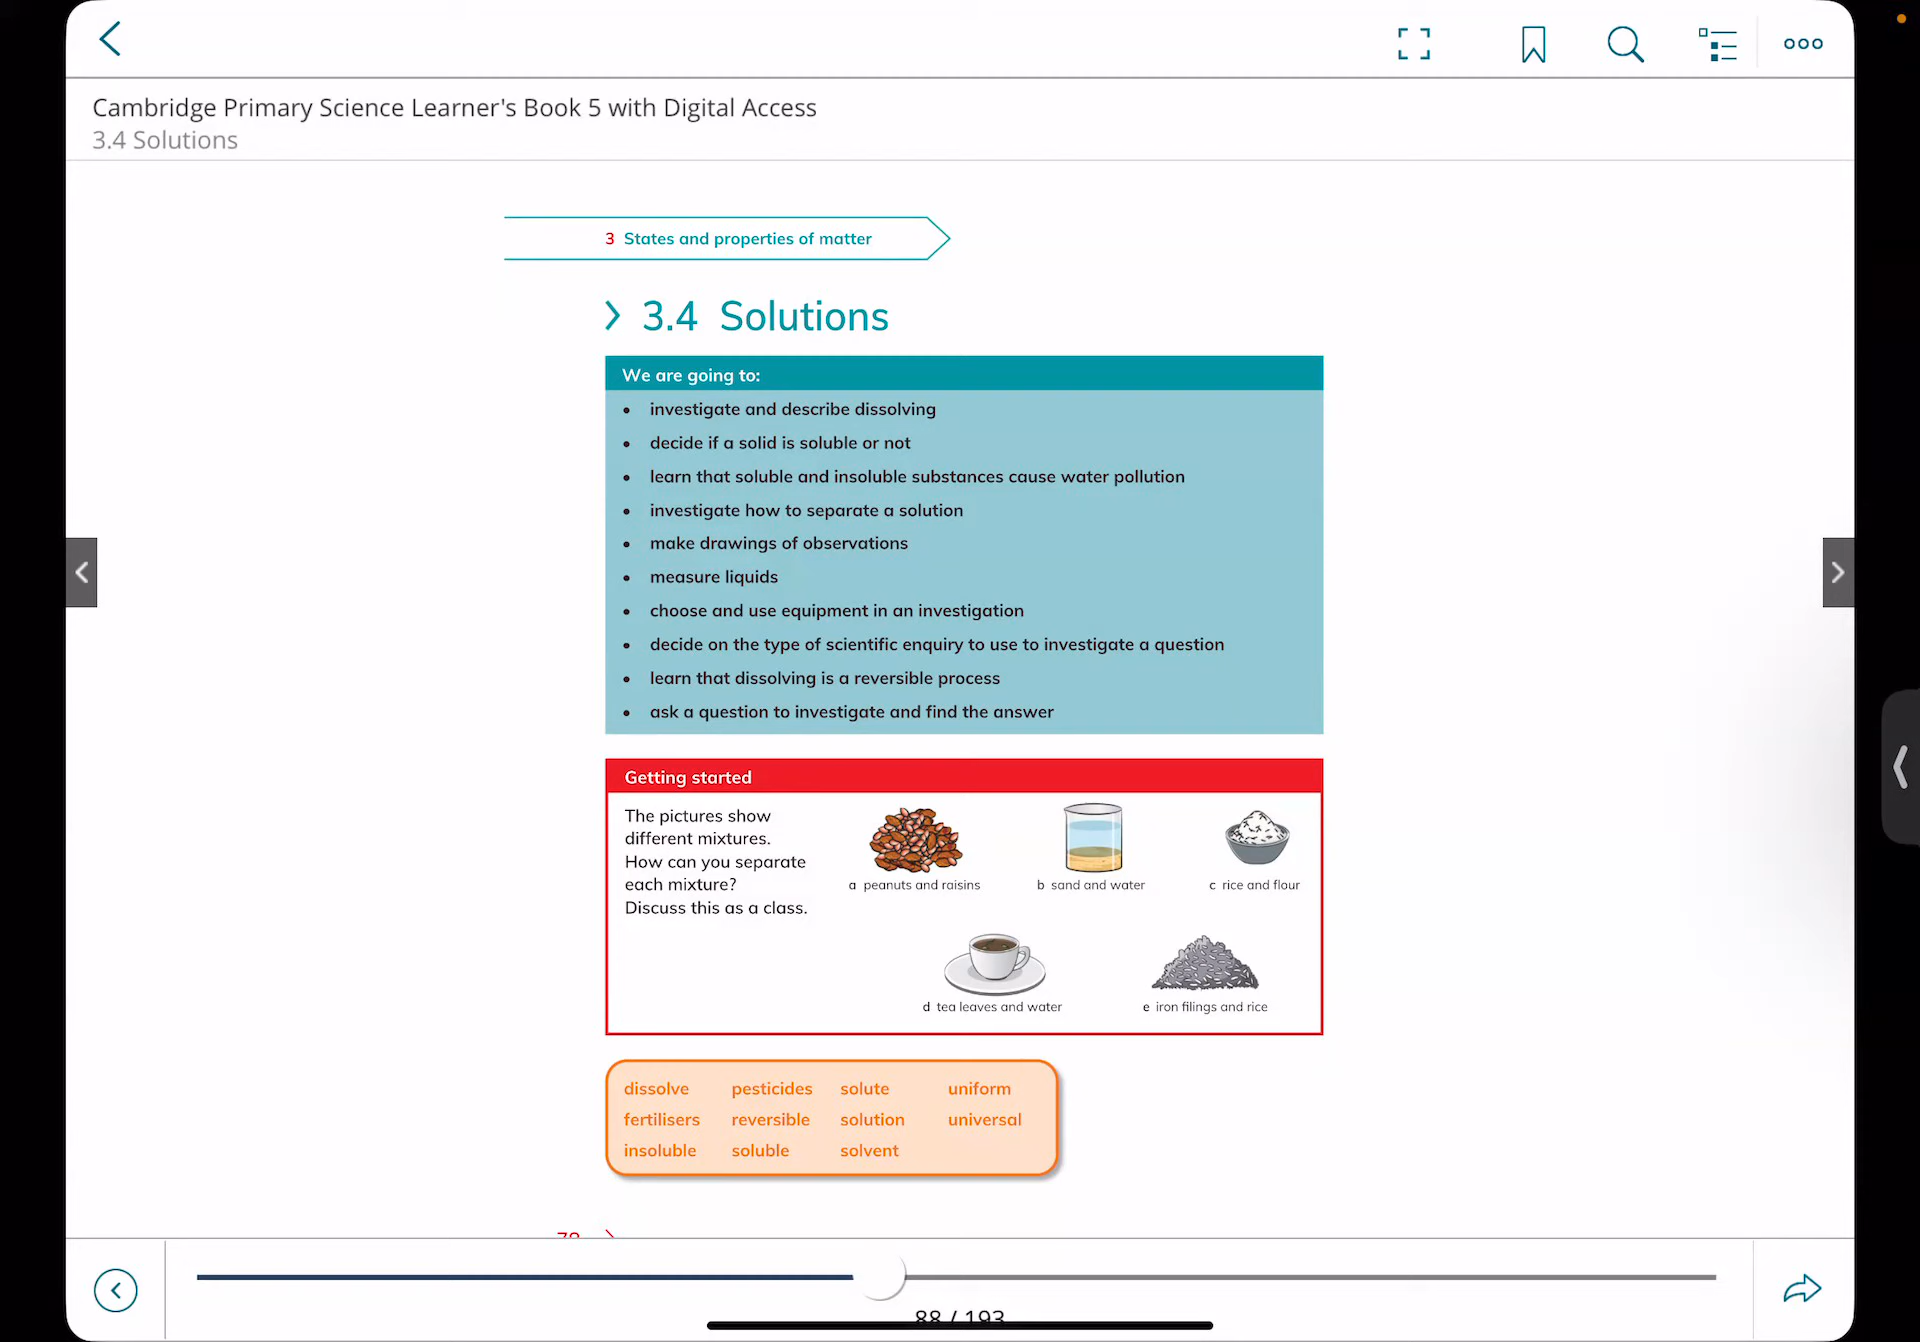 Cambridge Primary Science Learner's Book 5 with Digital Access
3.4 Solutions
3 States and properties of matter
3.4 Solutions
We are going to:
• investigate and describe dissolving
• decide if a solid is soluble or not
• learn that soluble and insoluble substances cause water pollution
• investigate how to separate a solution
• make drawings of observations
• measure liquids
• choose and use equipment in an investigation
• decide on the type of scientific enquiry to use to investigate a question
• learn that dissolving is a reversible process
• ask a question to investigate and find the answer
Getting started
The pictures show
different mixtures.
How can you separate
each mixture?
Discuss this as a class.
a peanuts and raisins
b sand and water
c rice and flour
d tea leaves and water
e iron filings and rice
dissolve pesticides solute uniform
fertilisers reversible solution universal
insoluble soluble solvent
88 / 193